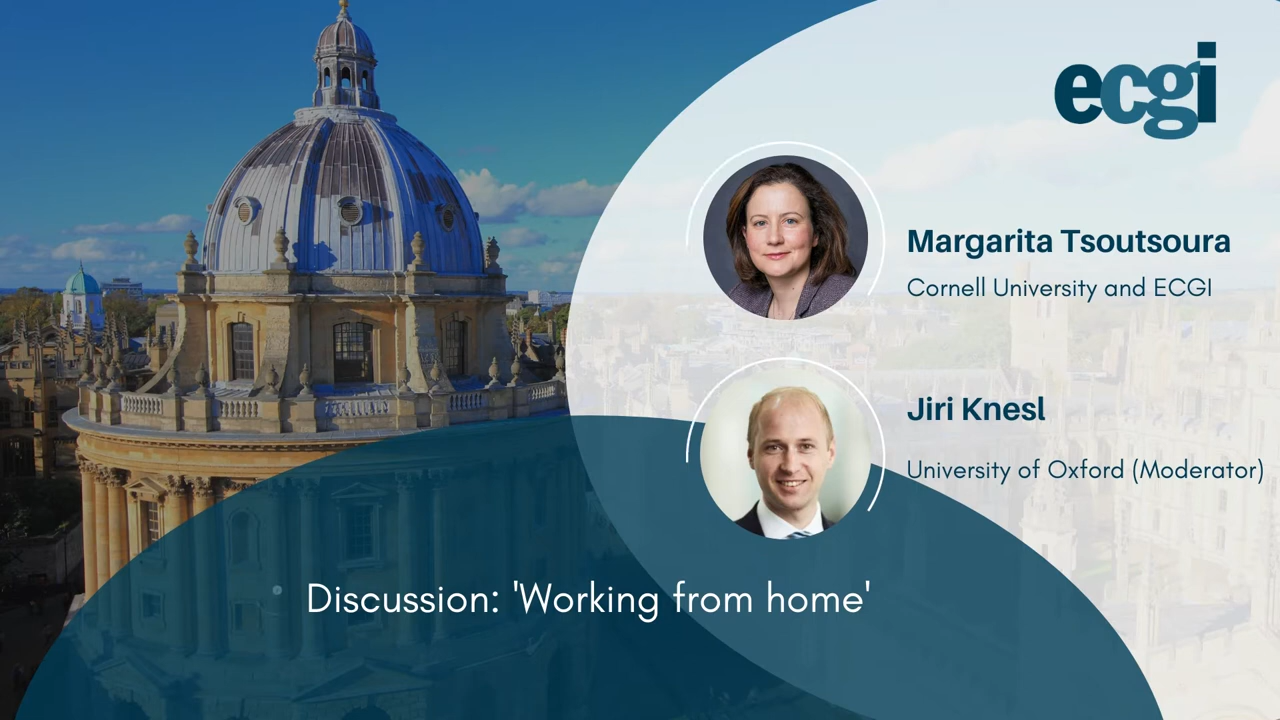 ecgi
Margarita Tsoutsoura
Cornell University and ECGI
Jiri Knesl
University of Oxford (Moderator)
Discussion: 'Working from home'